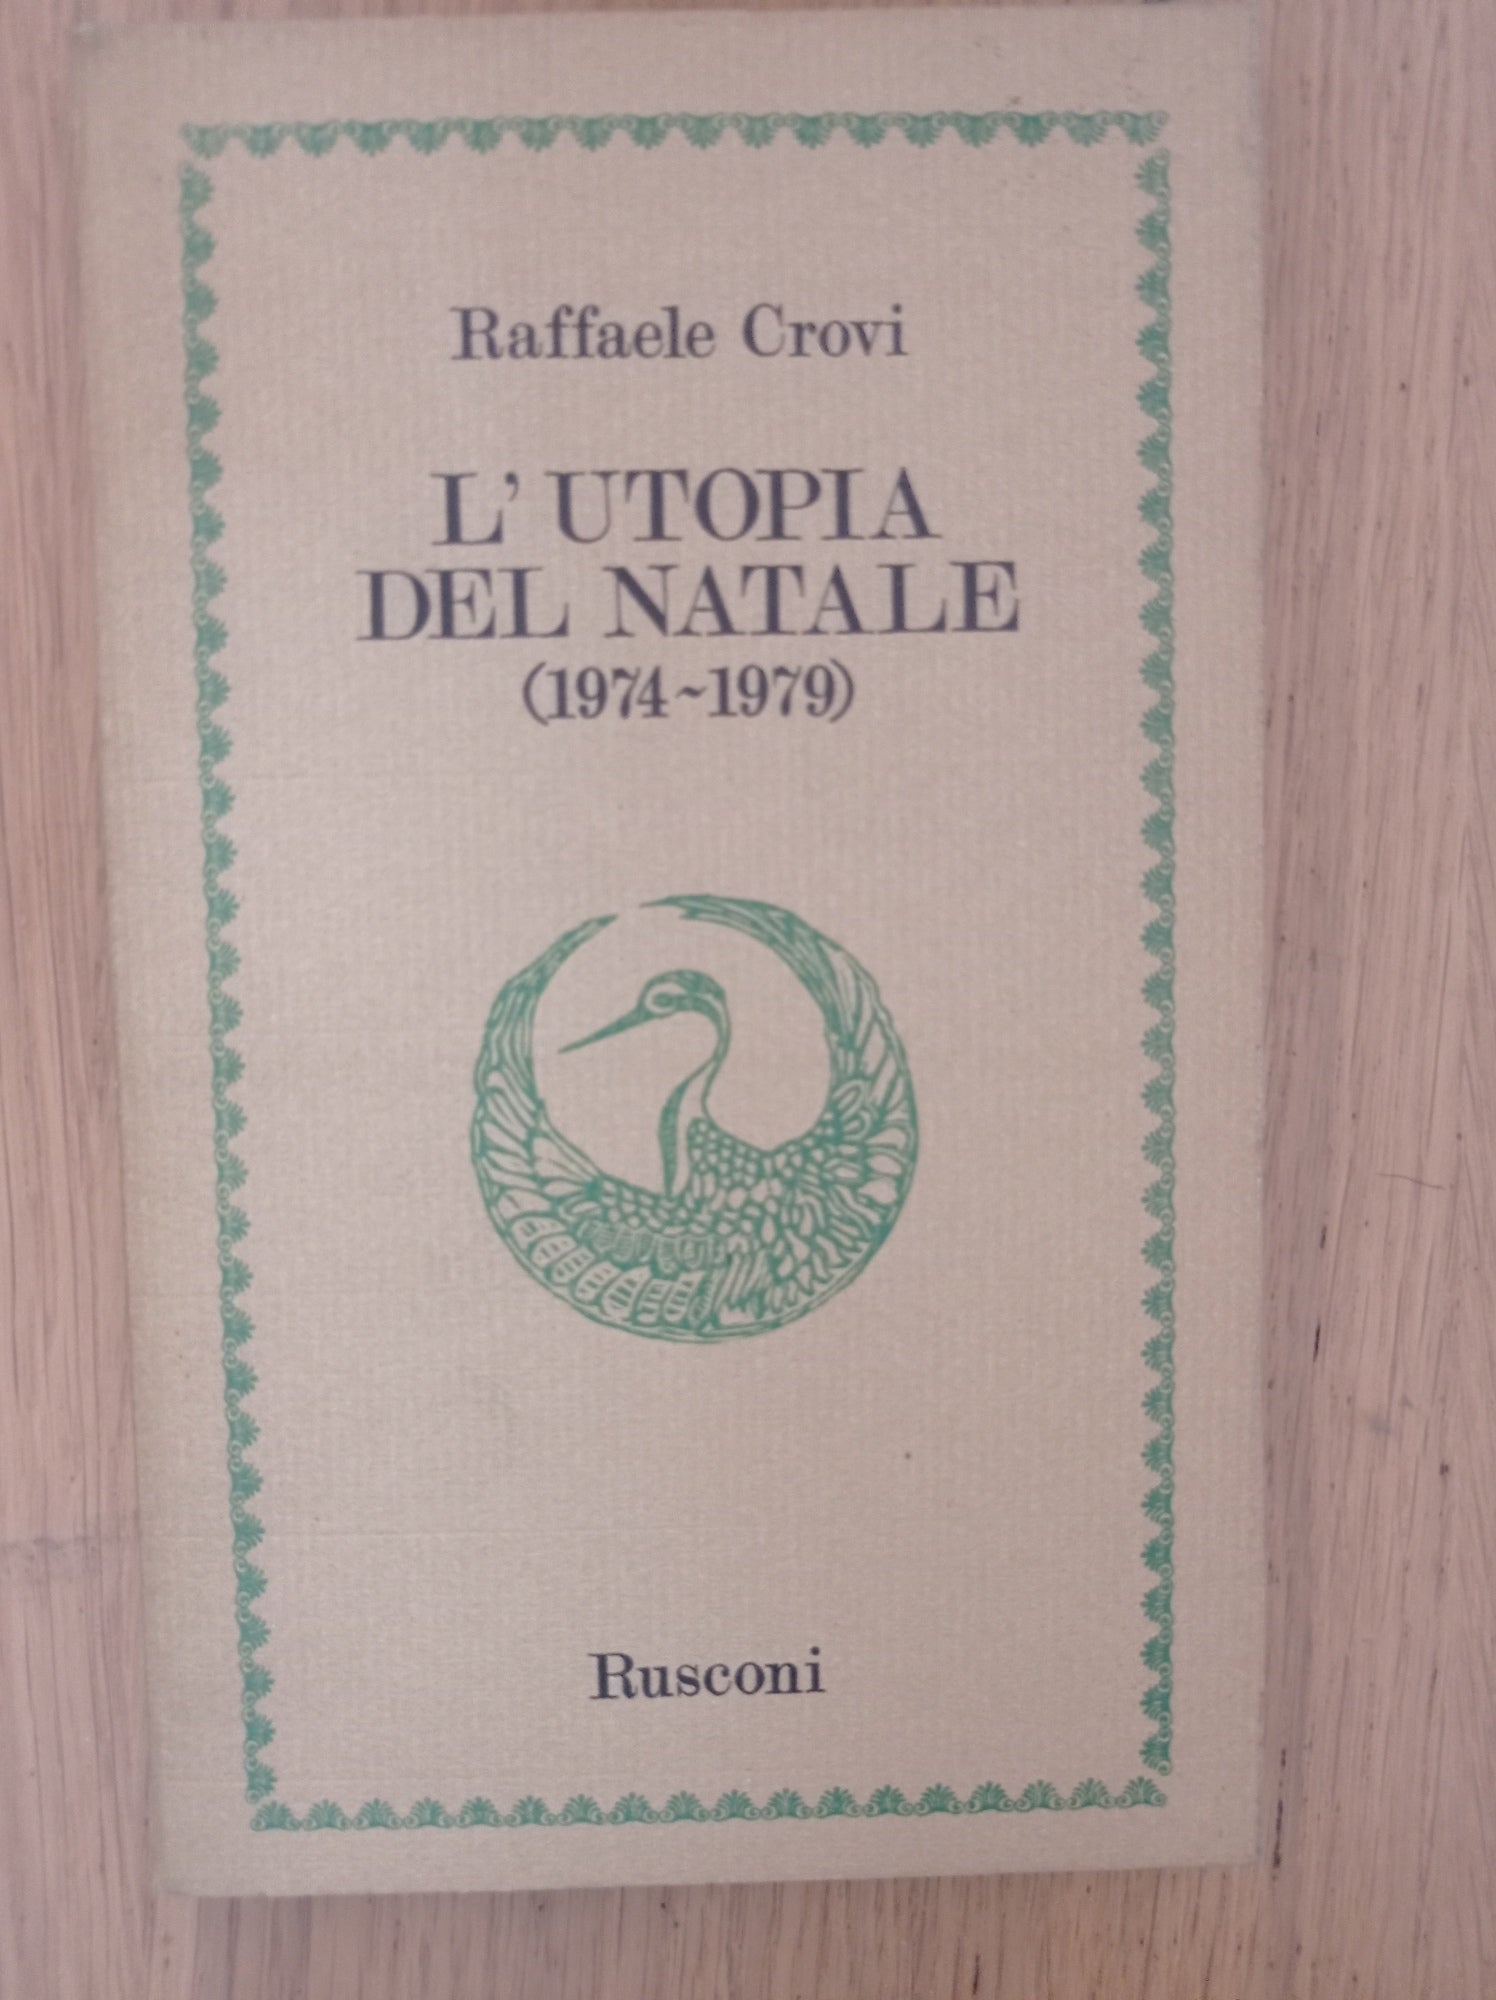 Raffaele Crovi
L'UTOPIA
DEL NATALE
(1974~1979)
Rusconi